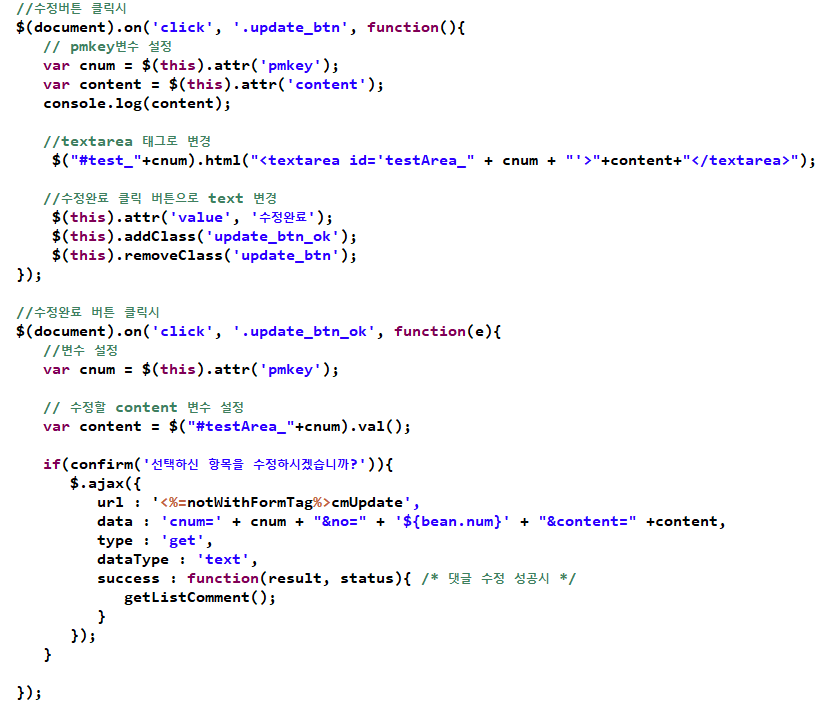 //수정버튼 클릭시
$(document).on('click', '.update_btn', function(){
// pmkey변수 설정
var cnum = $(this).attr('pmkey');
var content = $(this).attr('content');
console.log(content);
//textarea 태그로 변경
$("#test_"+cnum).html("<textarea id='testArea_" + cnum + "'>"+content+"</textarea>");
//수정완료 클릭 버튼으로 text 변경
$(this).attr('value', '수정완료');
$(this).addClass('update_btn_ok');
$(this).removeClass('update_btn');
});
//수정완료 버튼 클릭시
$(document).on('click', '.update_btn_ok', function(e){
//변수 설정
var cnum = $(this).attr('pmkey');
// 수정할 content 변수 설정
var content = $("#testArea_"+cnum).val();
if(confirm('선택하신 항목을 수정하시겠습니까?')){
$.ajax({
url : '<%=notWithFormTag%>cmUpdate',
data : 'cnum=' + cnum + "&no=" + '${bean.num}' + "&content=" +content,
type : 'get',
dataType : 'text',
success : function(result, status){ /* 댓글 수정 성공시 */
getListComment();
}
});
}
});